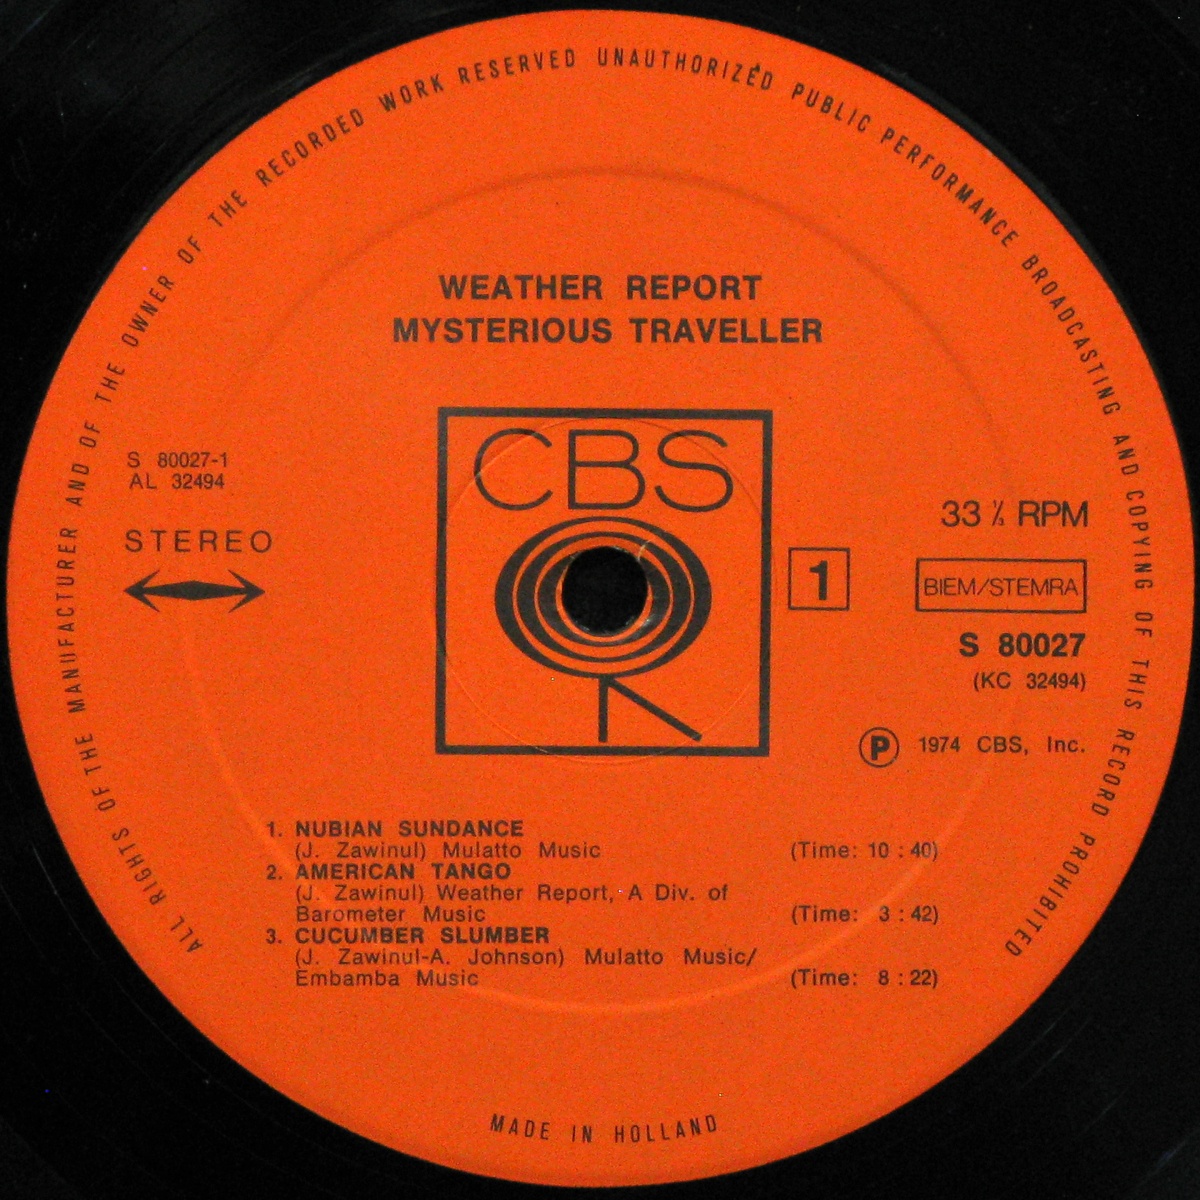 ALL RIGHTS OF THE MANUFACTURER AND OF THE OWNER OF THE RECORDED WORK RESERVED UNAUTHORIZED PUBLIC PERFORMANCE BROADCASTING AND COPYING OF THIS RECORD PROHIBITED
WEATHER REPORT
MYSTERIOUS TRAVELLER
CBS
S 80027-1
AL 32494
STEREO
1
33 ⅓ RPM
BIEM/STEMRA
S 80027
(KC 32494)
Ⓟ 1974 CBS, Inc.
1. NUBIAN SUNDANCE
(J. Zawinul) Mulatto Music (Time: 10 : 40)
2. AMERICAN TANGO
(J. Zawinul) Weather Report, A Div. of
Barometer Music (Time: 3 : 42)
3. CUCUMBER SLUMBER
(J. Zawinul-A. Johnson) Mulatto Music/
Embamba Music (Time: 8 : 22)
MADE IN HOLLAND